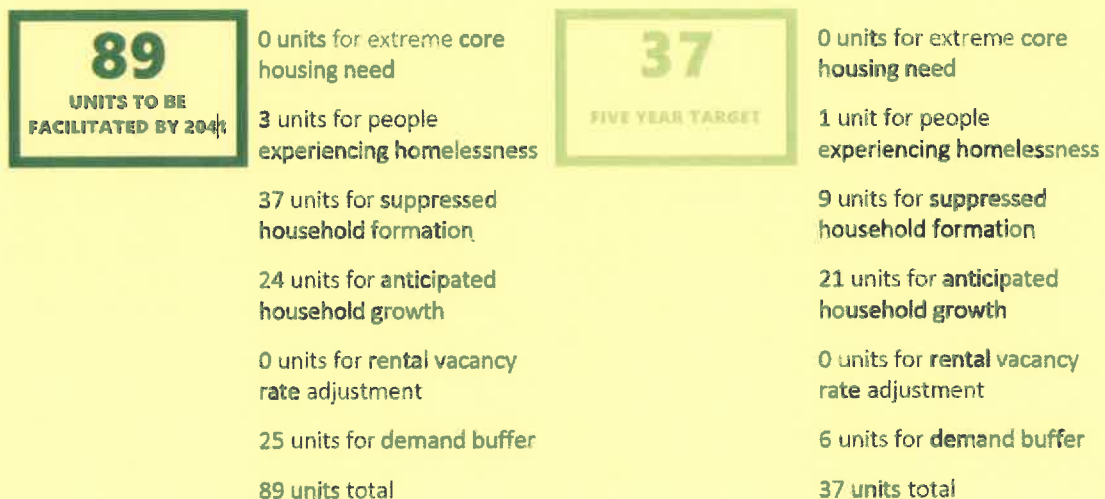 89
UNITS TO BE
FACILITATED BY 2041
0 units for extreme core
housing need
3 units for people
experiencing homelessness
37 units for suppressed
household formation
24 units for anticipated
household growth
0 units for rental vacancy
rate adjustment
25 units for demand buffer
89 units total
37
FIVE YEAR TARGET
0 units for extreme core
housing need
1 unit for people
experiencing homelessness
9 units for suppressed
household formation
21 units for anticipated
household growth
0 units for rental vacancy
rate adjustment
6 units for demand buffer
37 units total